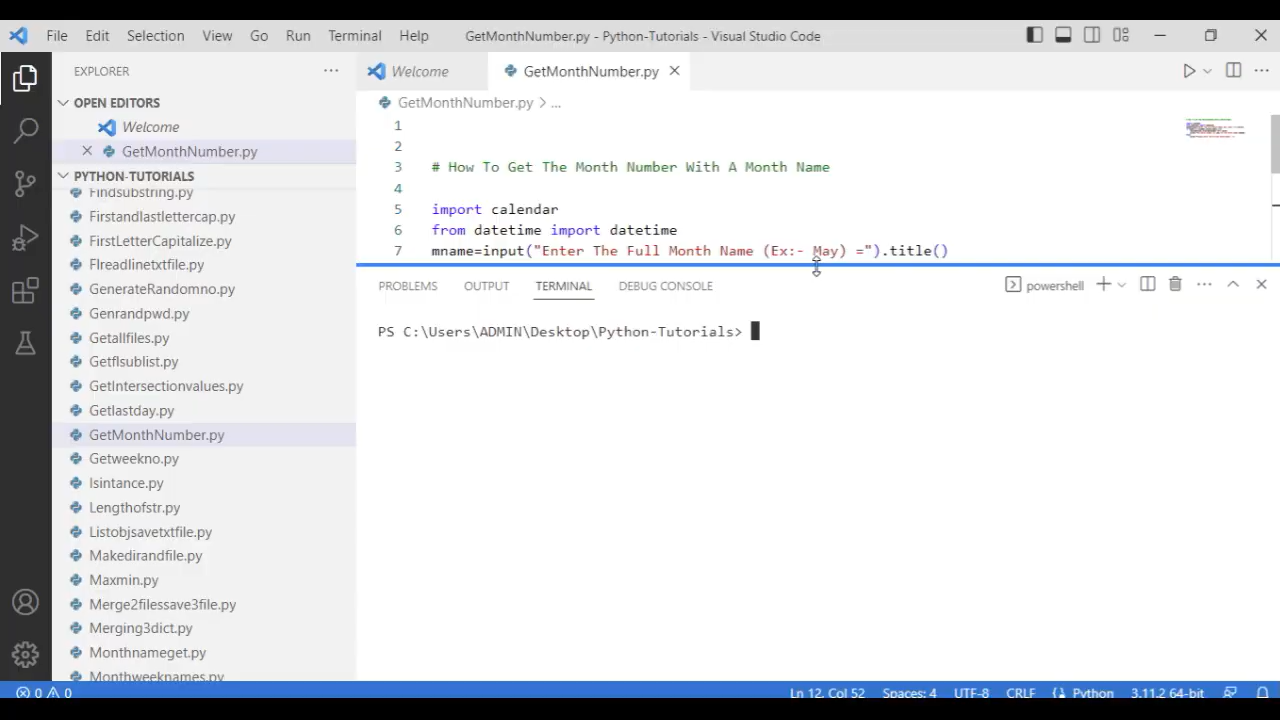 File Edit Selection View Go Run Terminal Help GetMonthNumber.py - Python-Tutorials - Visual Studio Code
EXPLORER
OPEN EDITORS
Welcome
GetMonthNumber.py
PYTHON-TUTORIALS
Findsubstring.py
Firstandlastlettercap.py
FirstLetterCapitalize.py
Flreadlinetxtfile.py
GenerateRandomno.py
Genrandpwd.py
Getallfiles.py
Getflsublist.py
GetIntersectionvalues.py
Getlastday.py
GetMonthNumber.py
Getweekno.py
Isintance.py
Lengthofstr.py
Listobjsavetxtfile.py
Makedirandfile.py
Maxmin.py
Merge2filessave3file.py
Merging3dict.py
Monthnameget.py
Monthweeknames.py
Welcome GetMonthNumber.py
GetMonthNumber.py > ...
1
2
3 # How To Get The Month Number With A Month Name
4
5 import calendar
6 from datetime import datetime
7 mname=input("Enter The Full Month Name (Ex:- May) =").title()
PROBLEMS OUTPUT TERMINAL DEBUG CONSOLE powershell
PS C:\Users\ADMIN\Desktop\Python-Tutorials>
0 0 Ln 12, Col 52 Spaces: 4 UTF-8 CRLF Python 3.11.2 64-bit